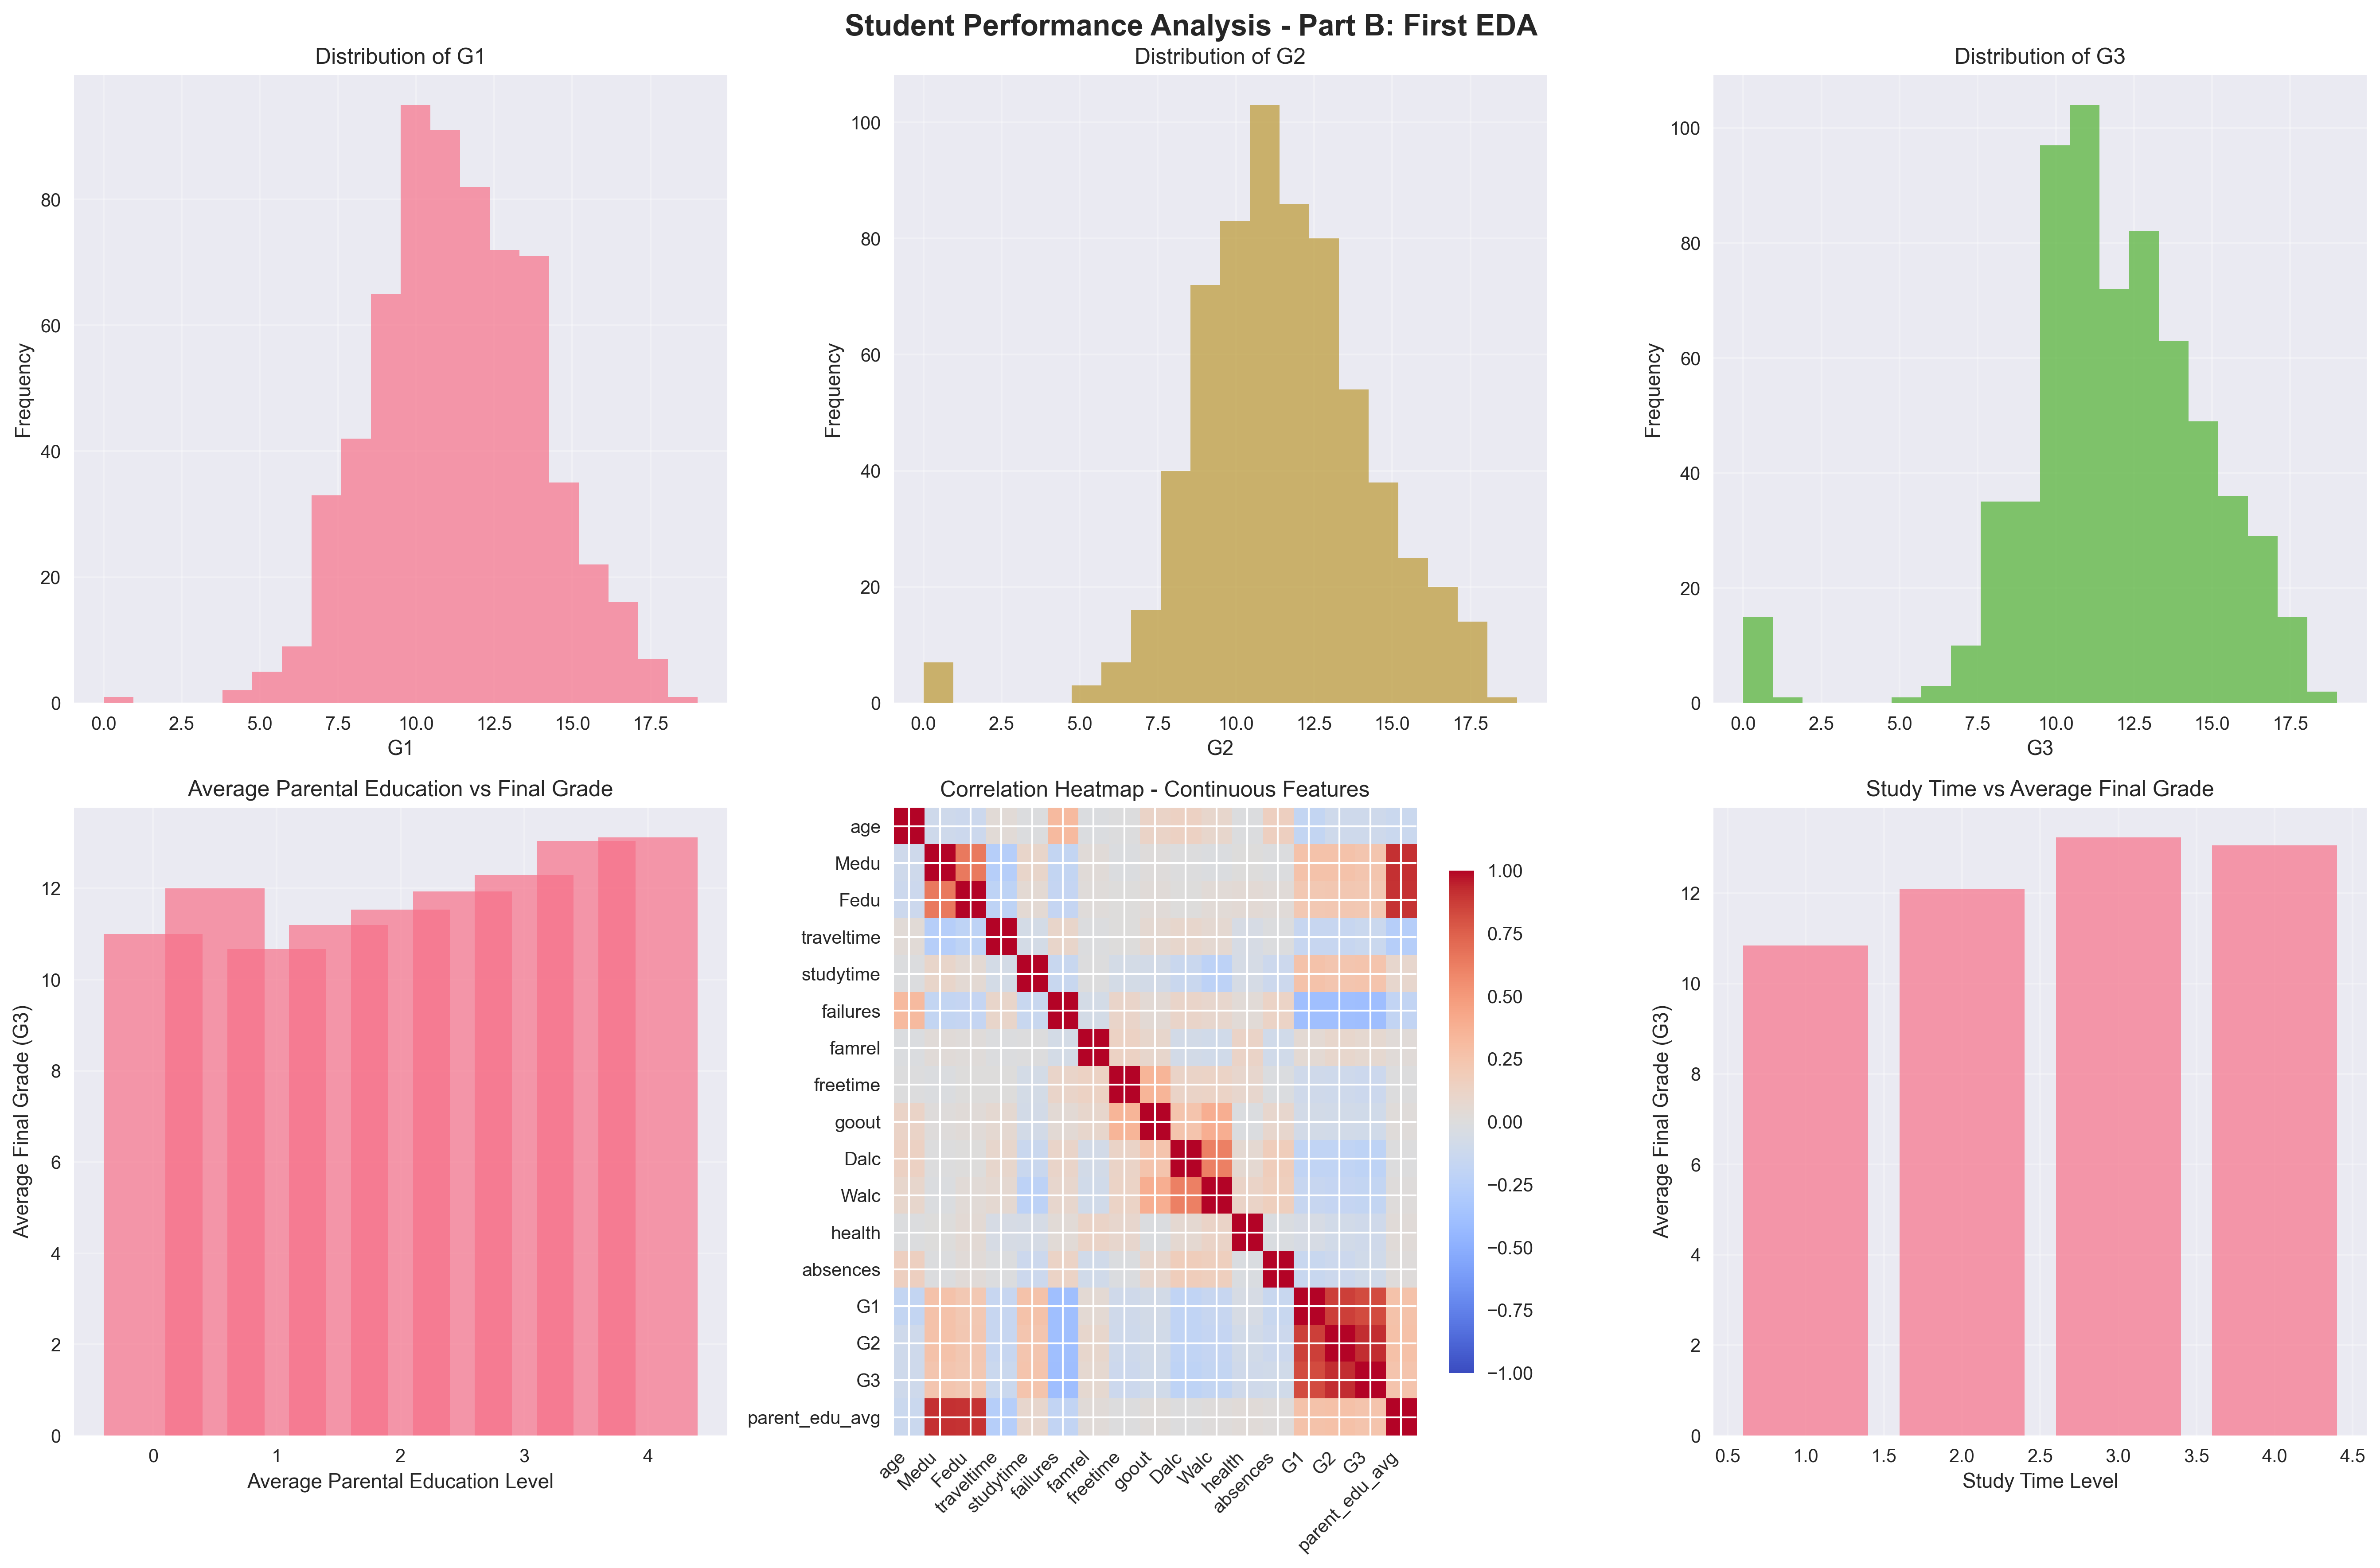 Student Performance Analysis - Part B: First EDA
Distribution of G1
Frequency
80
60
40
20
0
0.0 2.5 5.0 7.5 10.0 12.5 15.0 17.5
G1
Distribution of G2
Frequency
100
80
60
40
20
0
0.0 2.5 5.0 7.5 10.0 12.5 15.0 17.5
G2
Distribution of G3
Frequency
100
80
60
40
20
0
0.0 2.5 5.0 7.5 10.0 12.5 15.0 17.5
G3
Average Parental Education vs Final Grade
Average Final Grade (G3)
12
10
8
6
4
2
0
0 1 2 3 4
Average Parental Education Level
Correlation Heatmap - Continuous Features
age
Medu
Fedu
traveltime
studytime
failures
famrel
freetime
goout
Dalc
Walc
health
absences
G1
G2
G3
parent_edu_avg
age Medu Fedu traveltime studytime failures famrel freetime goout Dalc Walc health absences G1 G2 G3 parent_edu_avg
1.00
0.75
0.50
0.25
0.00
−0.25
−0.50
−0.75
−1.00
Study Time vs Average Final Grade
Average Final Grade (G3)
12
10
8
6
4
2
0
0.5 1.0 1.5 2.0 2.5 3.0 3.5 4.0 4.5
Study Time Level